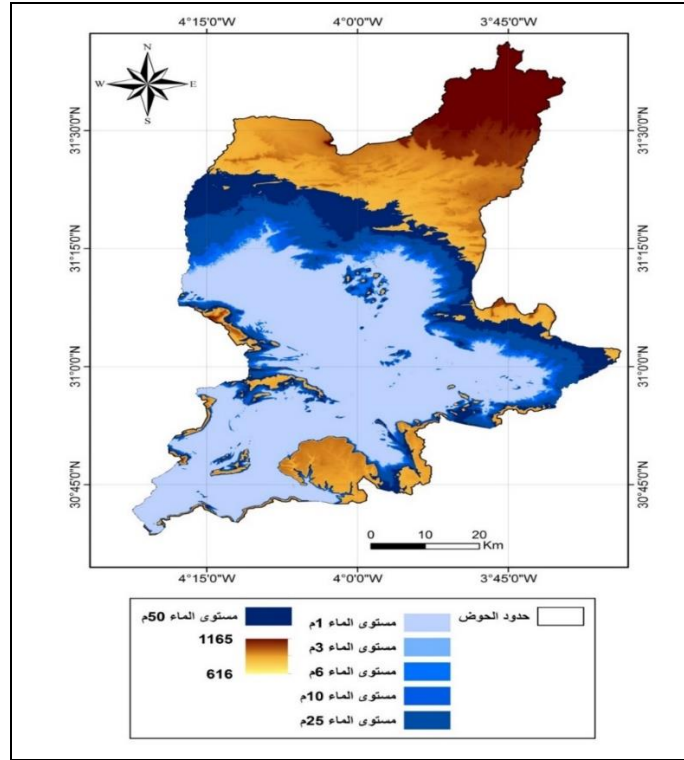 4°15'0"W 4°0'0"W 3°45'0"W
N
W E
S
31°30'0"N 31°30'0"N
31°15'0"N 31°15'0"N
31°0'0"N 31°0'0"N
30°45'0"N 30°45'0"N
0 10 20
Km
4°15'0"W 4°0'0"W 3°45'0"W
حدود الحوض
مستوى الماء 1م
مستوى الماء 3م
مستوى الماء 6م
مستوى الماء 10م
مستوى الماء 25م
مستوى الماء 50م
1165
616